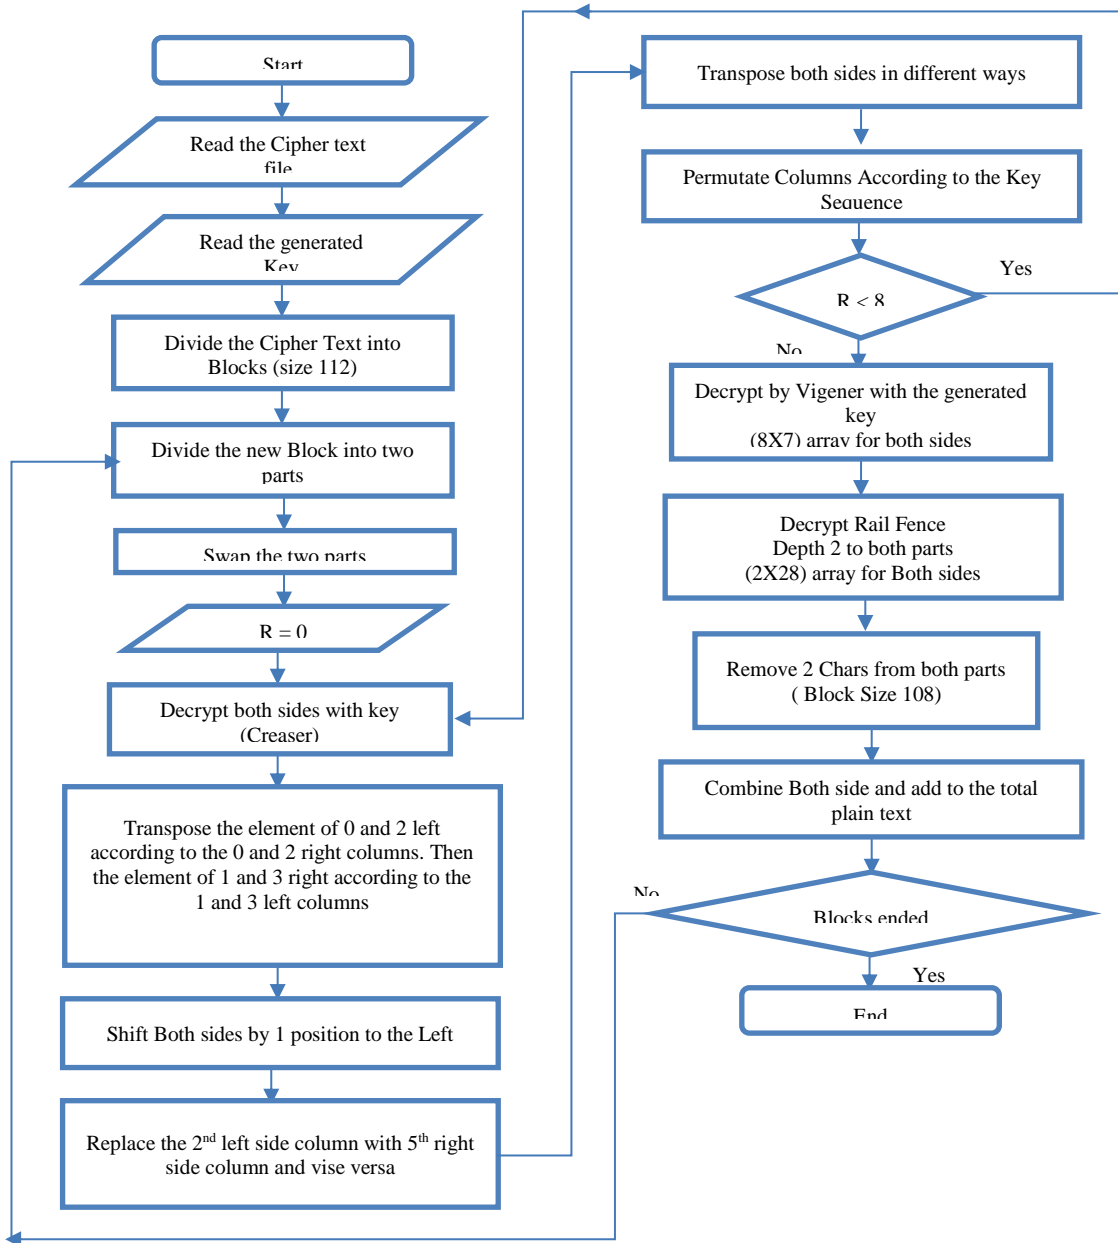 Start
Read the Cipher text
file
Read the generated
Key
Divide the Cipher Text into
Blocks (size 112)
Divide the new Block into two
parts
Swap the two parts
R = 0
Decrypt both sides with key
(Creaser)
Transpose the element of 0 and 2 left
according to the 0 and 2 right columns. Then
the element of 1 and 3 right according to the
1 and 3 left columns
Shift Both sides by 1 position to the Left
Replace the 2nd left side column with 5th right
side column and vise versa
Transpose both sides in different ways
Permutate Columns According to the Key
Sequence
Yes
R < 8
No
Decrypt by Vigener with the generated
key
(8X7) array for both sides
Decrypt Rail Fence
Depth 2 to both parts
(2X28) array for Both sides
Remove 2 Chars from both parts
( Block Size 108)
Combine Both side and add to the total
plain text
No
Blocks ended
Yes
End